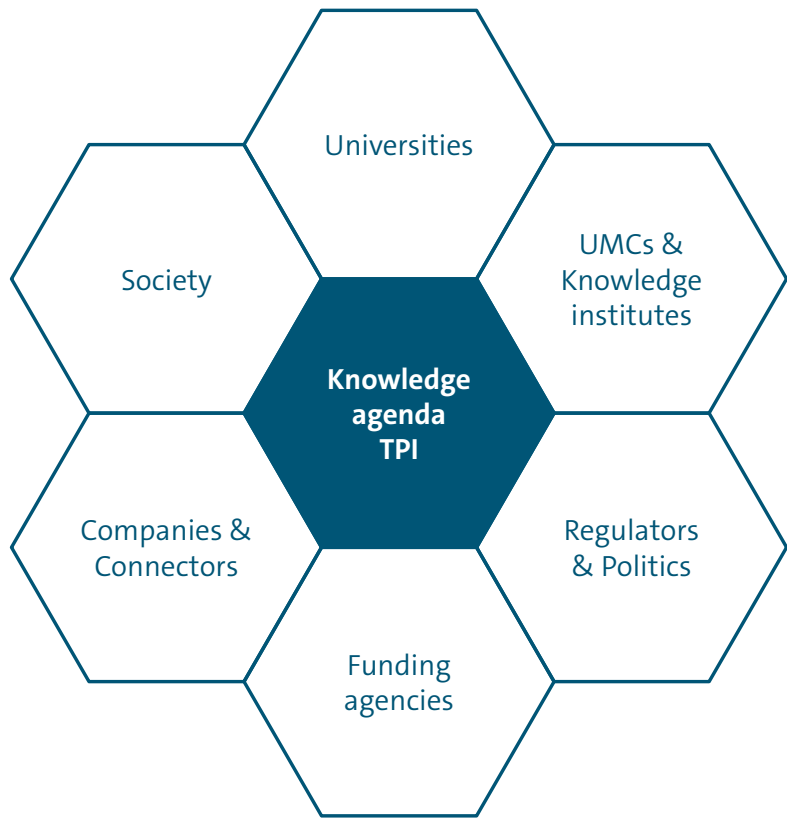 Universities
UMCs &
Knowledge
institutes
Society
Knowledge
agenda
TPI
Companies &
Connectors
Regulators
& Politics
Funding
agencies